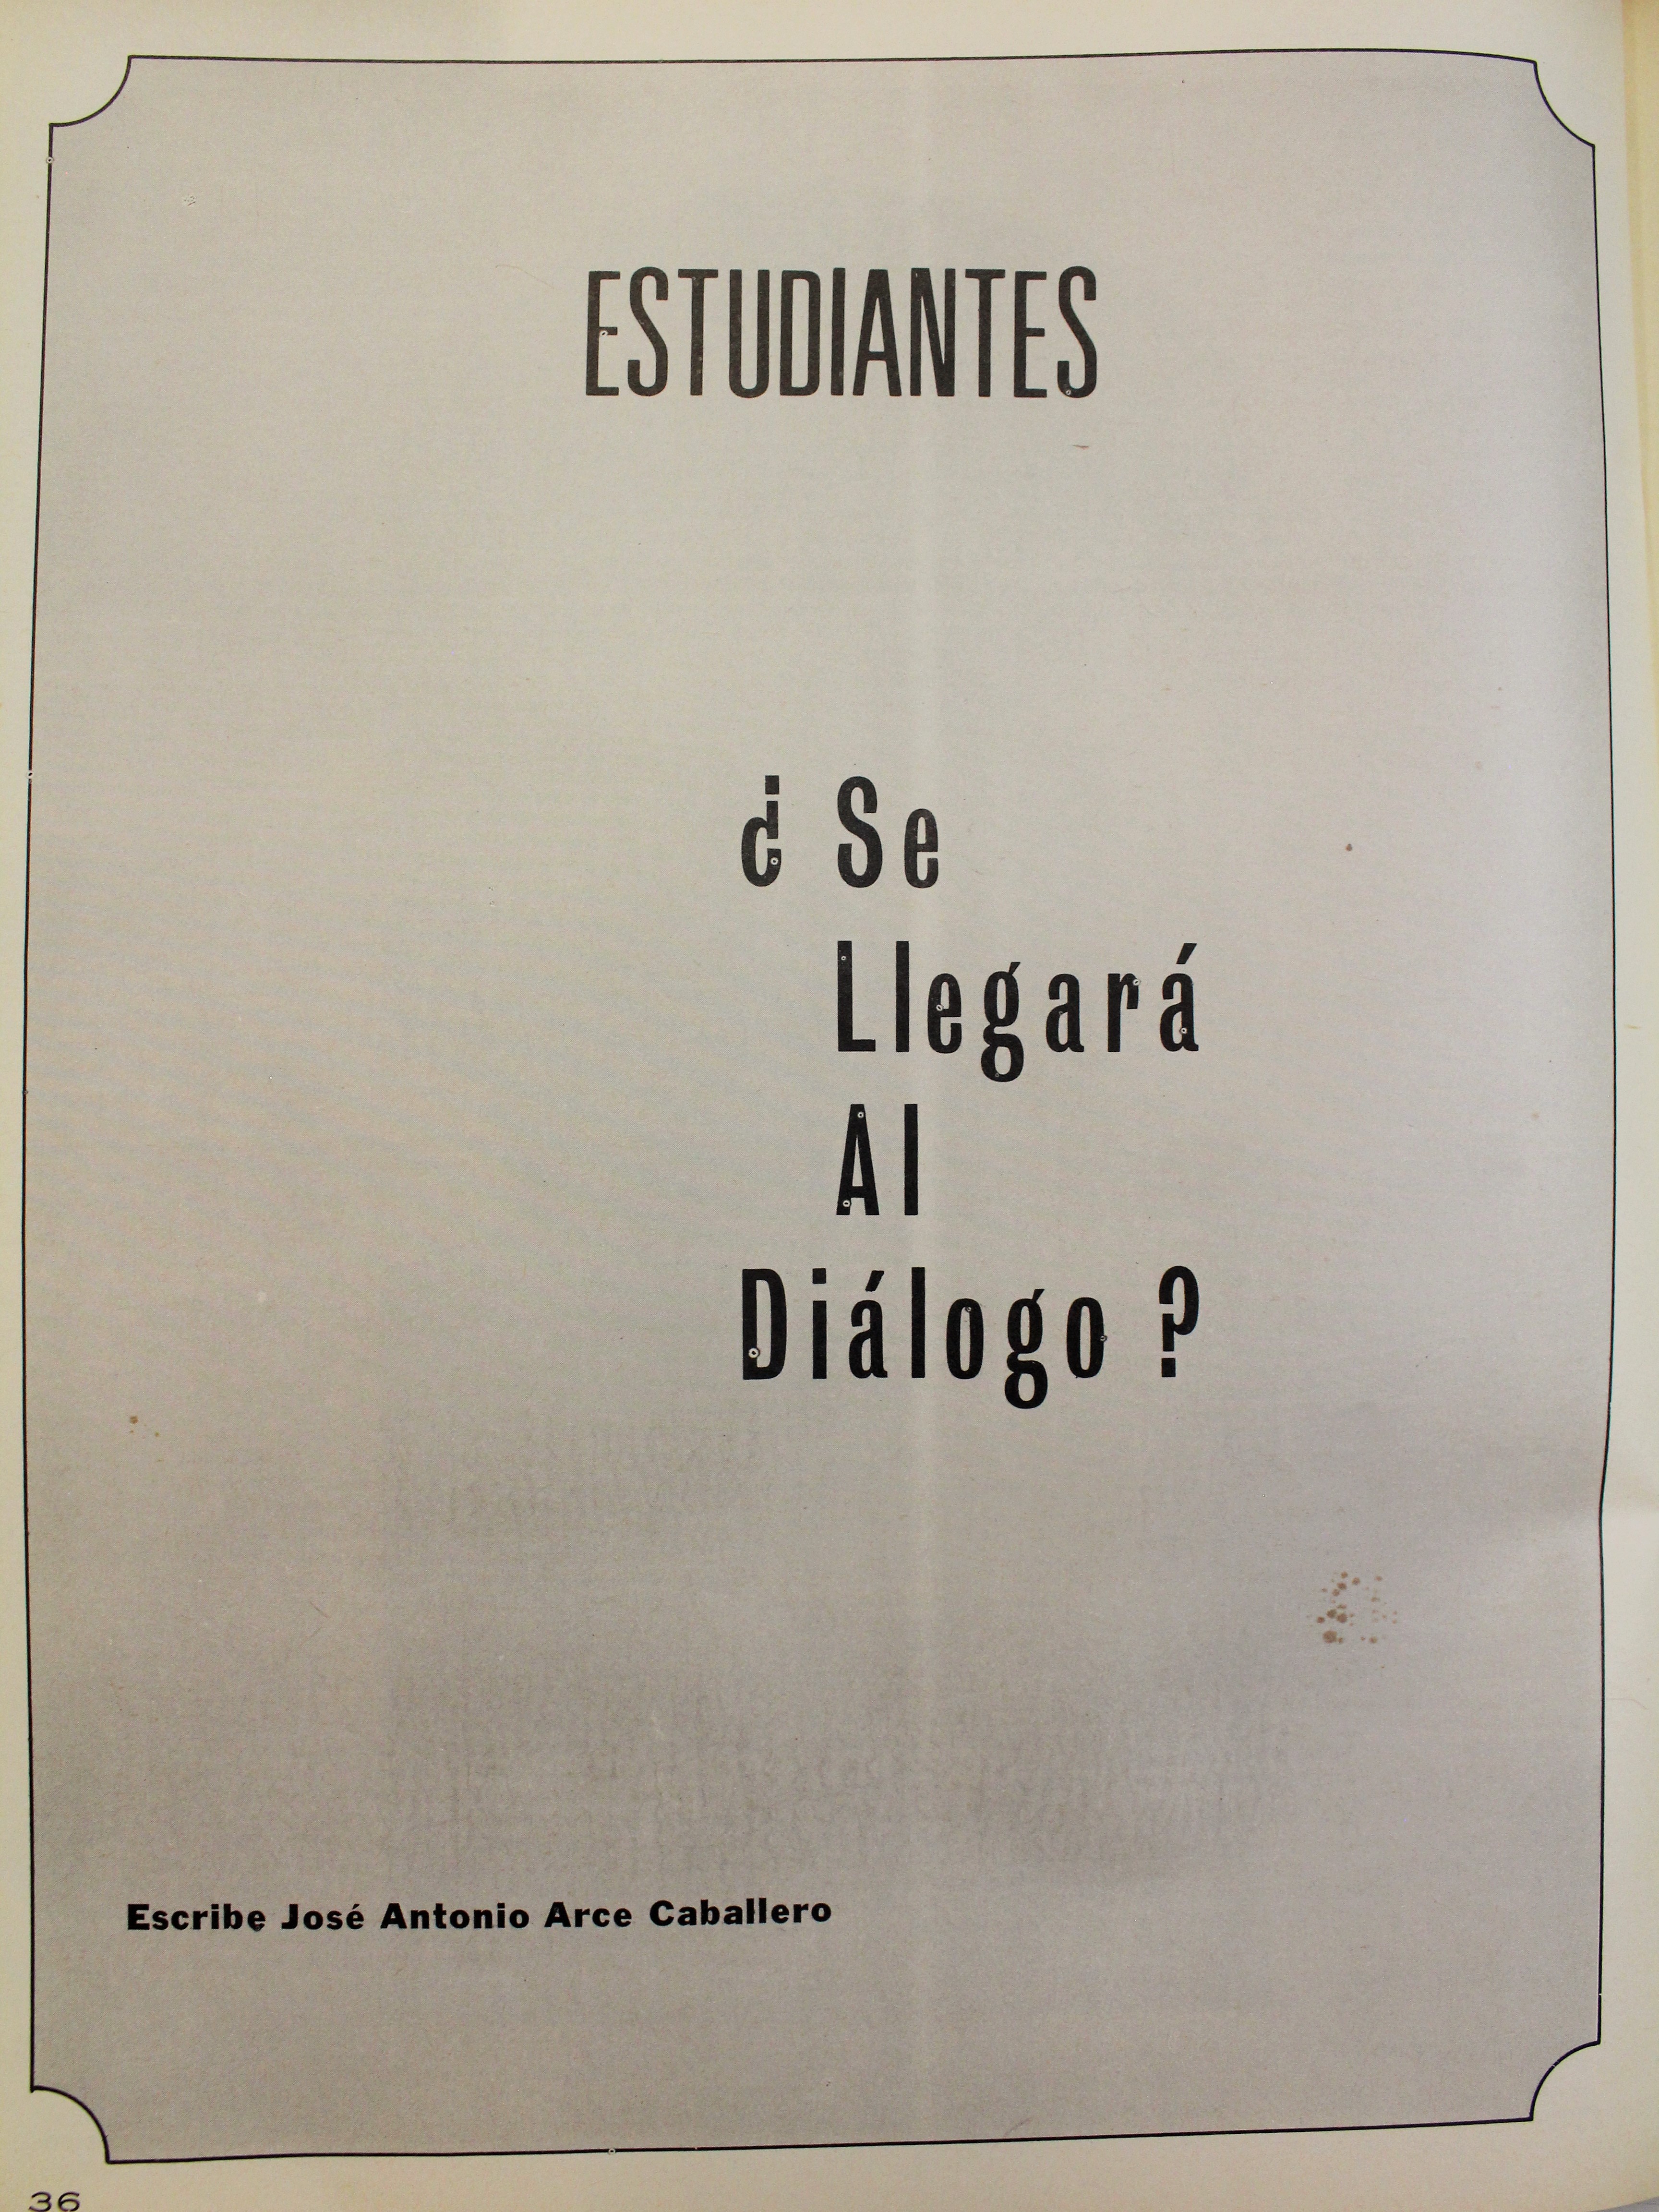 ESTUDIANTES
¿ Se
Llegará
Al
Diálogo ?
Escribe José Antonio Arce Caballero
36